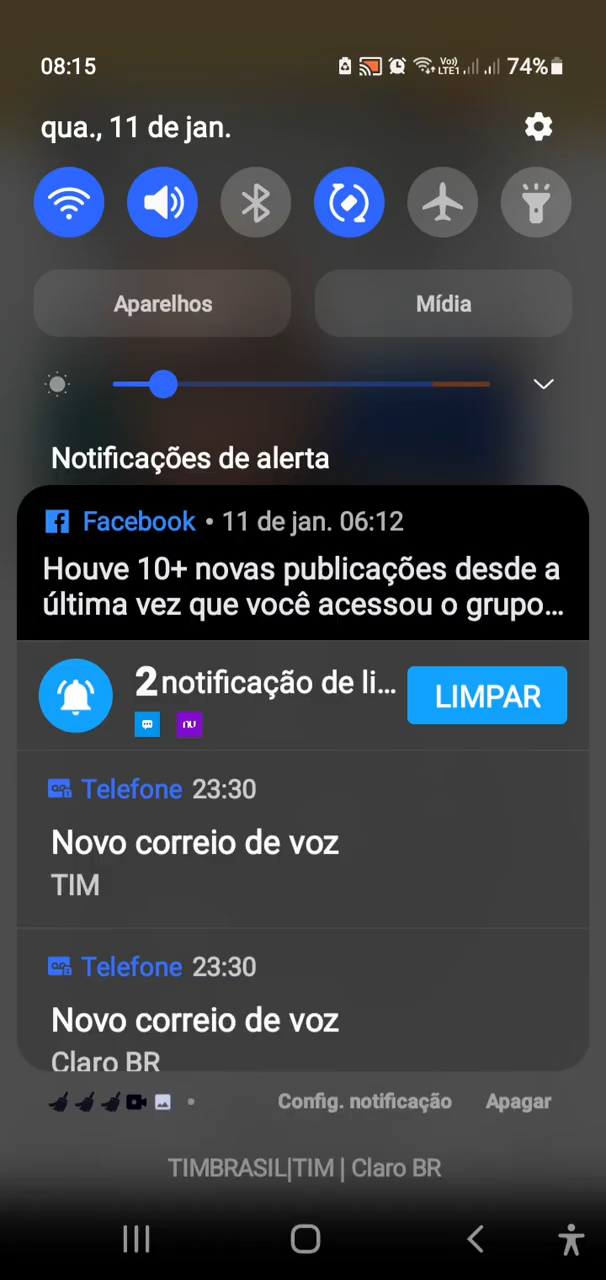 08:15
Vo))
LTE1
74%
qua., 11 de jan.
Aparelhos
Mídia
Notificações de alerta
Facebook • 11 de jan. 06:12
Houve 10+ novas publicações desde a
última vez que você acessou o grupo...
2 notificação de li...
LIMPAR
nu
Telefone 23:30
Novo correio de voz
TIM
Telefone 23:30
Novo correio de voz
Claro BR
Config. notificação
Apagar
TIMBRASIL|TIM | Claro BR